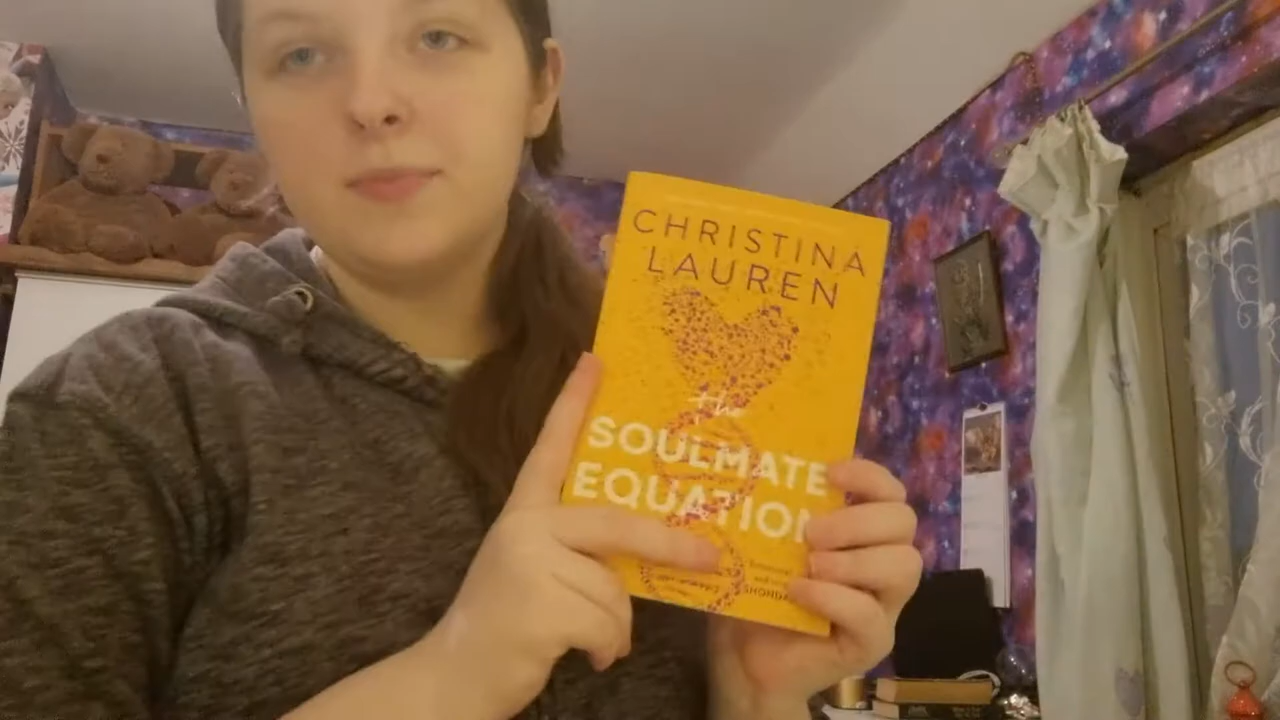 CHRISTINA
LAUREN
the
SOULMATE
EQUATION